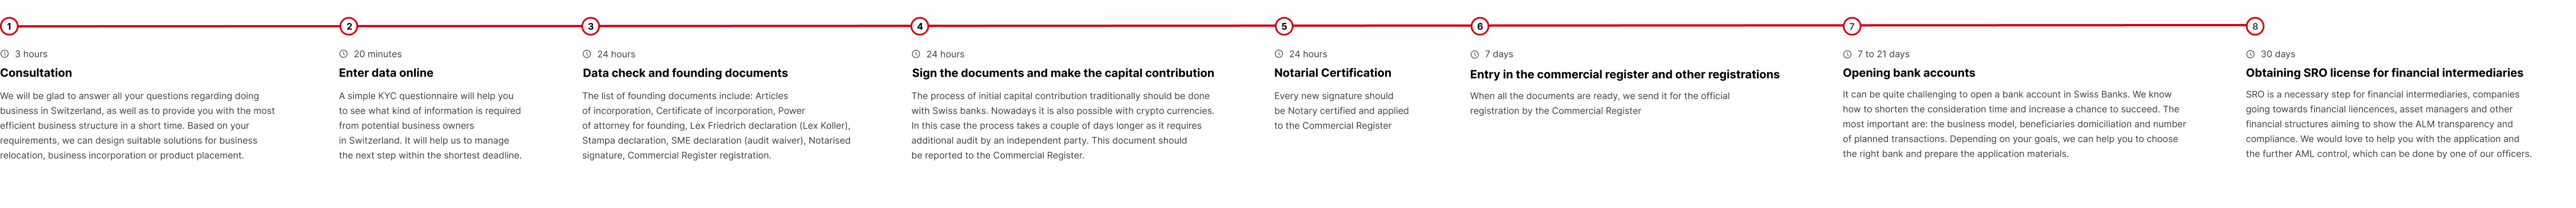 1
3 hours
Consultation
We will be glad to answer all your questions regarding doing
business in Switzerland, as well as to provide you with the most
efficient business structure in a short time. Based on your
requirements, we can design suitable solutions for business
relocation, business incorporation or product placement.
2
20 minutes
Enter data online
A simple KYC questionnaire will help you
to see what kind of information is required
from potential business owners
in Switzerland. It will help us to manage
the next step within the shortest deadline.
3
24 hours
Data check and founding documents
The list of founding documents include: Articles
of incorporation, Certificate of incorporation, Power
of attorney for founding, Lex Friedrich declaration (Lex Koller),
Stampa declaration, SME declaration (audit waiver), Notarised
signature, Commercial Register registration.
4
24 hours
Sign the documents and make the capital contribution
The process of initial capital contribution traditionally should be done
with Swiss banks. Nowadays it is also possible with crypto currencies.
In this case the process takes a couple of days longer as it requires
additional audit by an independent party. This document should
be reported to the Commercial Register.
5
24 hours
Notarial Certification
Every new signature should
be Notary certified and applied
to the Commercial Register
6
7 days
Entry in the commercial register and other registrations
When all the documents are ready, we send it for the official
registration by the Commercial Register
7
7 to 21 days
Opening bank accounts
It can be quite challenging to open a bank account in Swiss Banks. We know
how to shorten the consideration time and increase a chance to succeed. The
most important are: the business model, beneficiaries domiciliation and number
of planned transactions. Depending on your goals, we can help you to choose
the right bank and prepare the application materials.
8
30 days
Obtaining SRO license for financial intermediaries
SRO is a necessary step for financial intermediaries, companies
going towards financial liencences, asset managers and other
financial structures aiming to show the ALM transparency and
compliance. We would love to help you with the application and
the further AML control, which can be done by one of our officers.